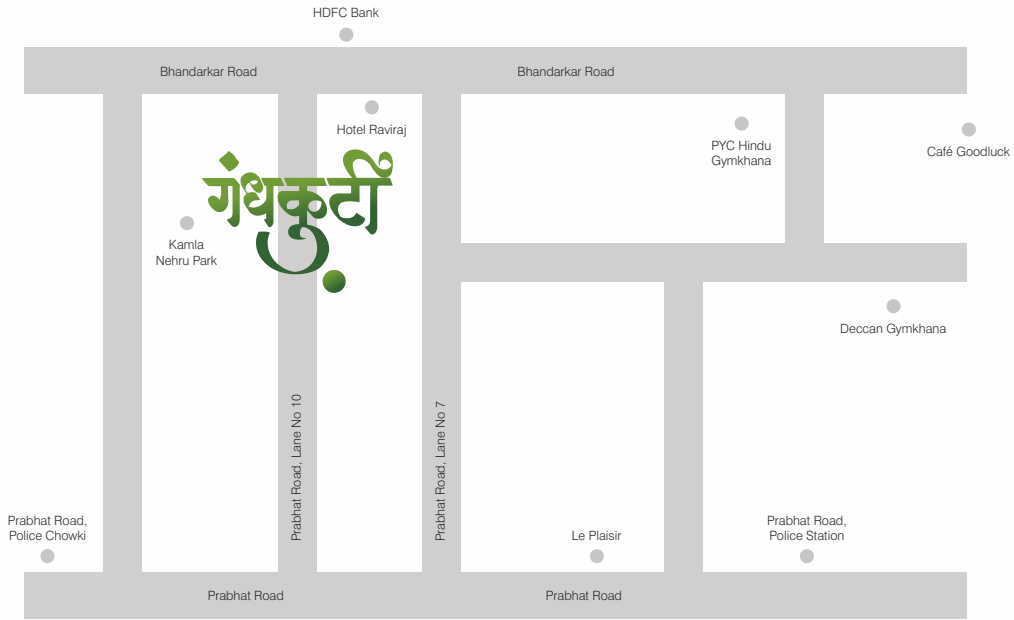 HDFC Bank
Bhandarkar Road
Bhandarkar Road
Hotel Raviraj
PYC Hindu
Gymkhana
Café Goodluck
गंधकुटी
Kamla
Nehru Park
Deccan Gymkhana
Prabhat Road, Lane No 10
Prabhat Road, Lane No 7
Prabhat Road,
Police Chowki
Le Plaisir
Prabhat Road,
Police Station
Prabhat Road
Prabhat Road